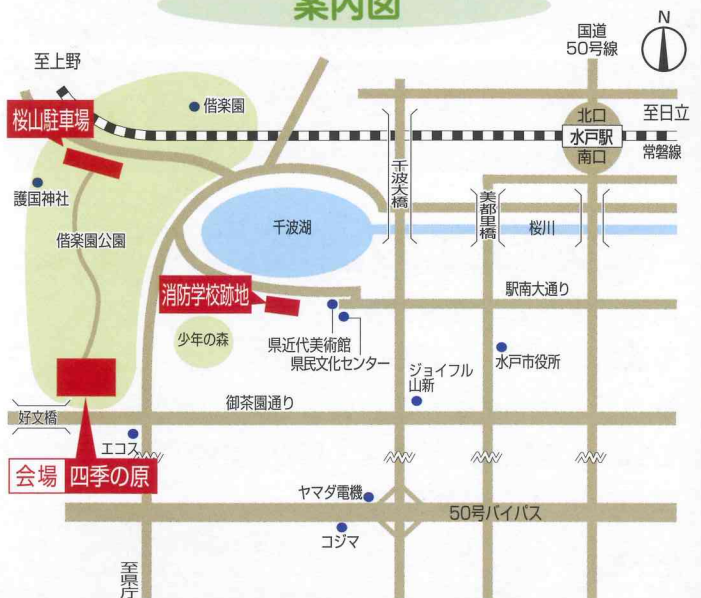 案内図
N
国道
50号線
至上野
偕楽園
北口
水戸駅
南口
至日立
常磐線
桜山駐車場
千波大橋
護国神社
美都里橋
千波湖
桜川
偕楽園公園
消防学校跡地
駅南大通り
少年の森
県近代美術館
県民文化センター
水戸市役所
ジョイフル
山新
御茶園通り
好文橋
エコス
会場 四季の原
ヤマダ電機
50号バイパス
コジマ
至県庁